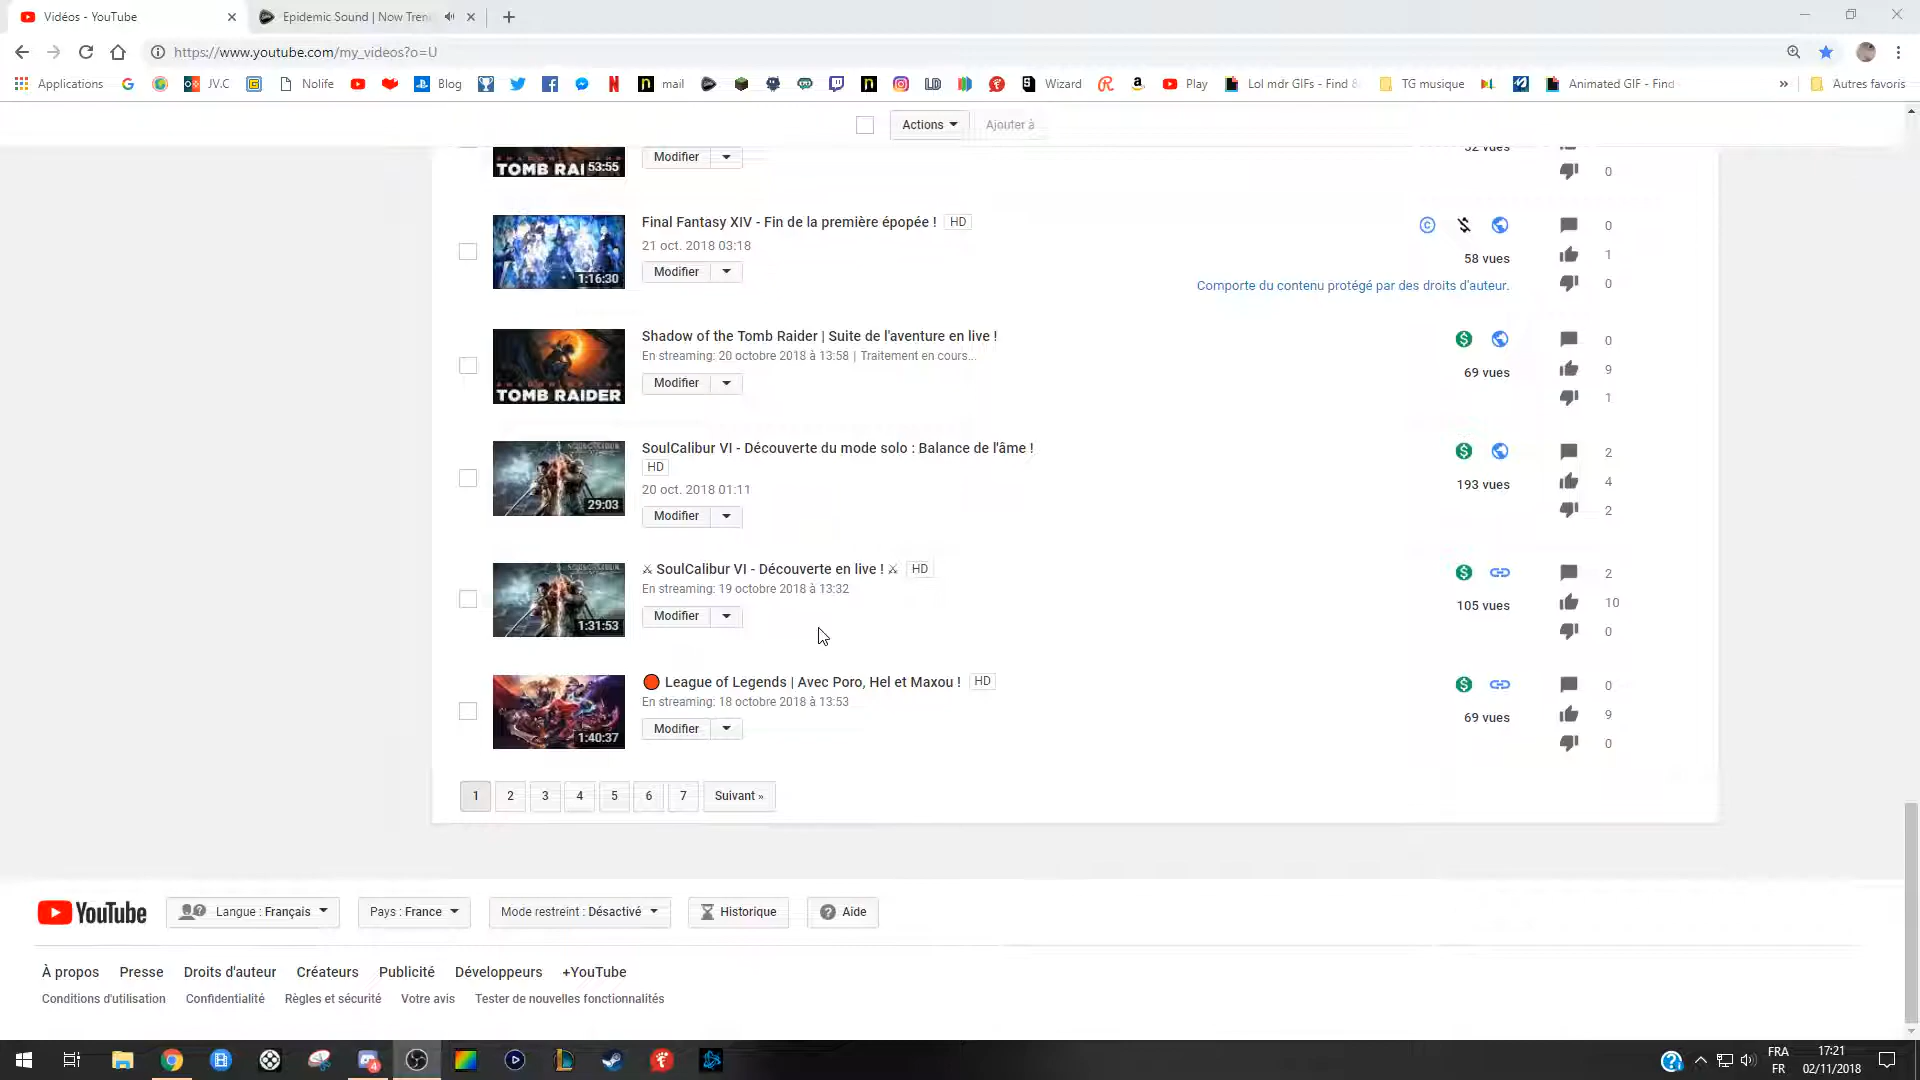 Vidéos - YouTube
Epidemic Sound | Now Tren
https://www.youtube.com/my_videos?o=U
Applications JV.C Nolife Blog mail Wizard Play Lol mdr GIFs - Find & TG musique Animated GIF - Find » Autres favoris
Actions Ajouter à
TOMB RAI 53:55
Modifier
52 vues
0
Final Fantasy XIV - Fin de la première épopée ! HD
21 oct. 2018 03:18
Modifier
1:16:30
58 vues
Comporte du contenu protégé par des droits d'auteur.
0
1
0
Shadow of the Tomb Raider | Suite de l'aventure en live !
En streaming: 20 octobre 2018 à 13:58 | Traitement en cours...
Modifier
TOMB RAIDER
69 vues
0
9
1
SoulCalibur VI - Découverte du mode solo : Balance de l'âme !
HD
20 oct. 2018 01:11
Modifier
29:03
193 vues
2
4
2
⚔ SoulCalibur VI - Découverte en live ! ⚔ HD
En streaming: 19 octobre 2018 à 13:32
Modifier
1:31:53
105 vues
2
10
0
League of Legends | Avec Poro, Hel et Maxou ! HD
En streaming: 18 octobre 2018 à 13:53
Modifier
1:40:37
69 vues
0
9
0
1 2 3 4 5 6 7 Suivant »
YouTube Langue : Français Pays : France Mode restreint : Désactivé Historique Aide
À propos Presse Droits d'auteur Créateurs Publicité Développeurs +YouTube
Conditions d'utilisation Confidentialité Règles et sécurité Votre avis Tester de nouvelles fonctionnalités
FRA 17:21
FR 02/11/2018